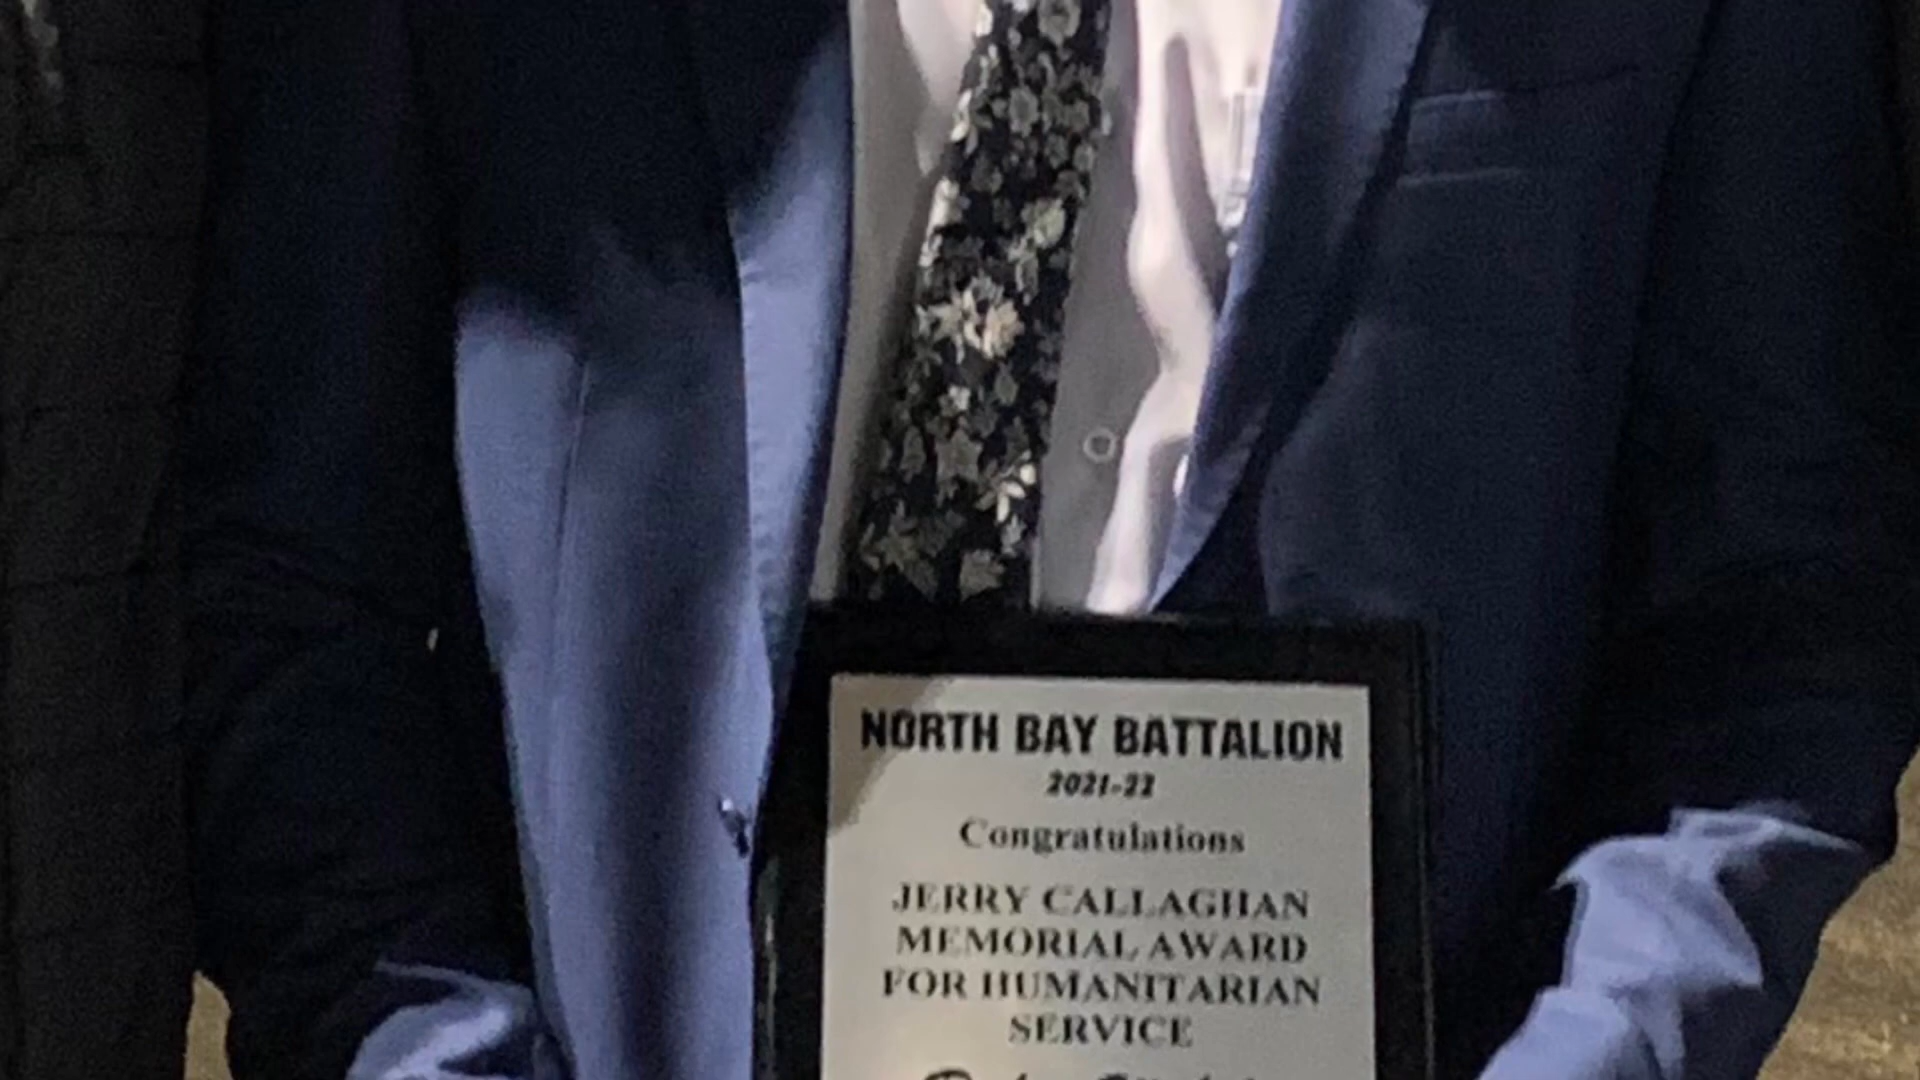 NORTH BAY BATTALION
2021-22
Congratulations
JERRY CALLAGHAN
MEMORIAL AWARD
FOR HUMANITARIAN
SERVICE